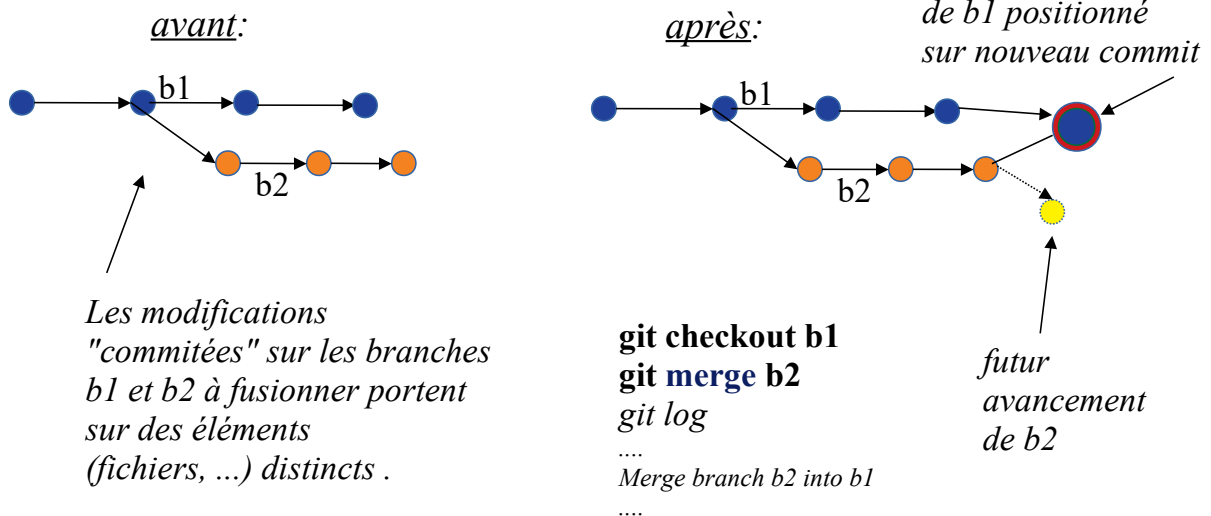 avant:
b1
b2
Les modifications
"commitées" sur les branches
b1 et b2 à fusionner portent
sur des éléments
(fichiers, ...) distincts .
après:
de b1 positionné
sur nouveau commit
b1
b2
git checkout b1
git merge b2
git log
....
Merge branch b2 into b1
....
futur
avancement
de b2